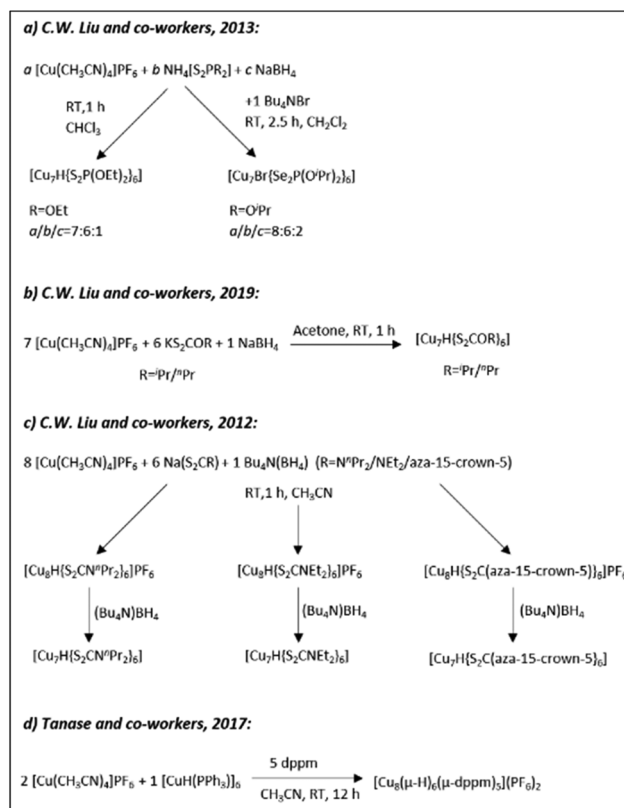 a) C.W. Liu and co-workers, 2013:
a [Cu(CH₃CN)₄]PF₆ + b NH₄[S₂PR₂] + c NaBH₄
RT,1 h
CHCl₃
+1 Bu₄NBr
RT, 2.5 h, CH₂Cl₂
[Cu₇H{S₂P(OEt)₂}₆]
[Cu₇Br{Se₂P(OⁱPr)₂}₆]
R=OEt
R=OⁱPr
a/b/c=7:6:1
a/b/c=8:6:2
b) C.W. Liu and co-workers, 2019:
7 [Cu(CH₃CN)₄]PF₆ + 6 KS₂COR + 1 NaBH₄
Acetone, RT, 1 h
[Cu₇H{S₂COR}₆]
R=ⁱPr/ⁿPr
R=ⁱPr/ⁿPr
c) C.W. Liu and co-workers, 2012:
8 [Cu(CH₃CN)₄]PF₆ + 6 Na(S₂CR) + 1 Bu₄N(BH₄) (R=NⁿPr₂/NEt₂/aza-15-crown-5)
RT,1 h, CH₃CN
[Cu₈H{S₂CNⁿPr₂}₆]PF₆
[Cu₈H{S₂CNEt₂}₆]PF₆
[Cu₈H{S₂C(aza-15-crown-5)}₆]PF₆
(Bu₄N)BH₄
(Bu₄N)BH₄
(Bu₄N)BH₄
[Cu₇H{S₂CNⁿPr₂}₆]
[Cu₇H{S₂CNEt₂}₆]
[Cu₇H{S₂C(aza-15-crown-5}₆]
d) Tanase and co-workers, 2017:
2 [Cu(CH₃CN)₄]PF₆ + 1 [CuH(PPh₃)]₆
5 dppm
CH₃CN, RT, 12 h
[Cu₈(μ-H)₆(μ-dppm)₅](PF₆)₂